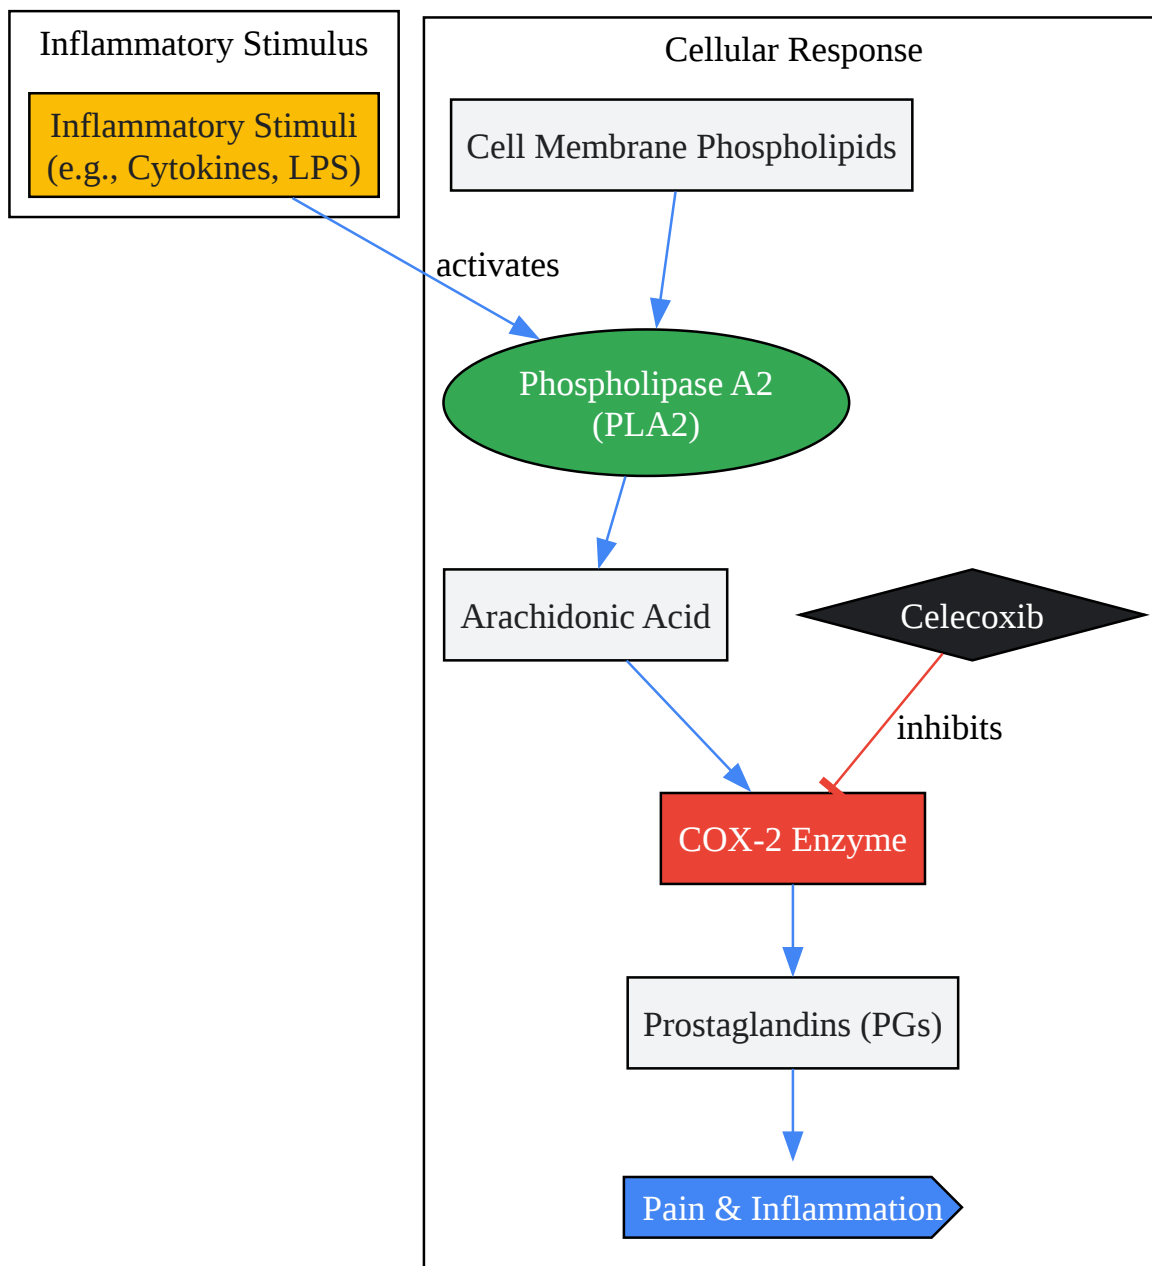 Inflammatory Stimulus
Inflammatory Stimuli
(e.g., Cytokines, LPS)
Cellular Response
Cell Membrane Phospholipids
activates
Phospholipase A2
(PLA2)
Arachidonic Acid
Celecoxib
inhibits
COX-2 Enzyme
Prostaglandins (PGs)
Pain & Inflammation